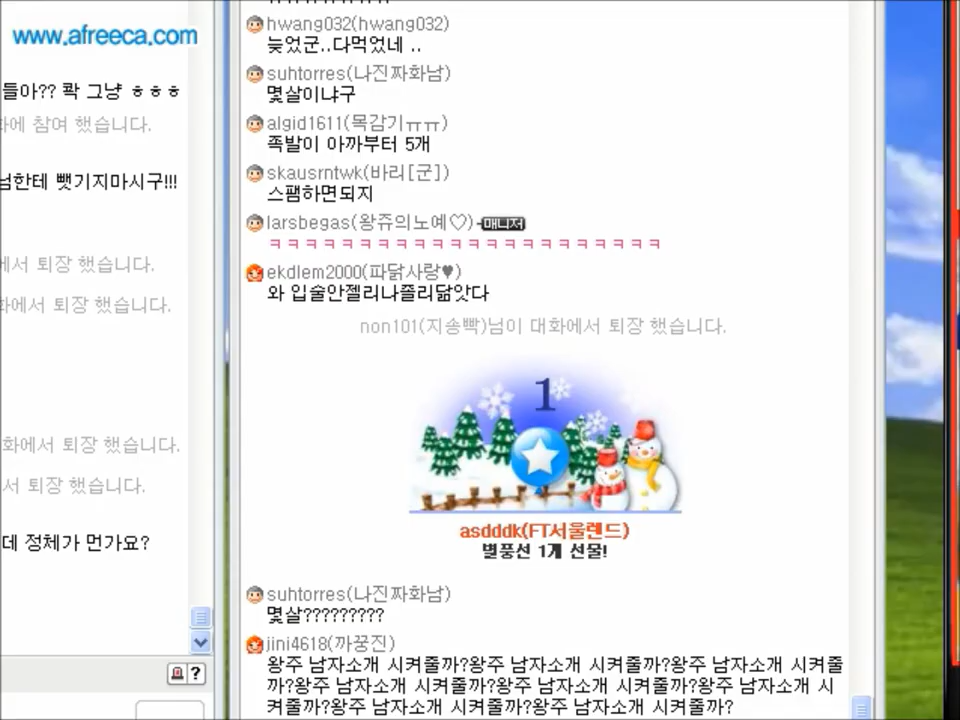 www.afreeca.com
들아?? 콱 그냥 ㅎㅎㅎ
화에 참여 했습니다.
넘한테 뺏기지마시구!!!
에서 퇴장 했습니다.
화에서 퇴장 했습니다.
화에서 퇴장 했습니다.
서 퇴장 했습니다.
데 정체가 먼가요?
?
hwang032(hwang032)
늦었군..다먹었네 ..
suhtorres(나진짜화남)
몇살이냐구
algid1611(목감기ㅠㅠ)
족발이 아까부터 5개
skausrntwk(바리[군])
스팸하면되지
larsbegas(왕쥬의노예♡)-매니저
ㅋㅋㅋㅋㅋㅋㅋㅋㅋㅋㅋㅋㅋㅋㅋㅋㅋㅋㅋㅋㅋㅋ
ekdlem2000(파닭사랑♥)
와 입술안젤리나졸리닮앗다
non101(지송빡)님이 대화에서 퇴장 했습니다.
1
asdddk(FT서울렌드)
별풍선 1개 선물!
suhtorres(나진짜화남)
몇살?????????
jini4618(까꿍진)
왕주 남자소개 시켜줄까?왕주 남자소개 시켜줄까?왕주 남자소개 시켜줄
까?왕주 남자소개 시켜줄까?왕주 남자소개 시켜줄까?왕주 남자소개 시
켜줄까?왕주 남자소개 시켜줄까?왕주 남자소개 시켜줄까?